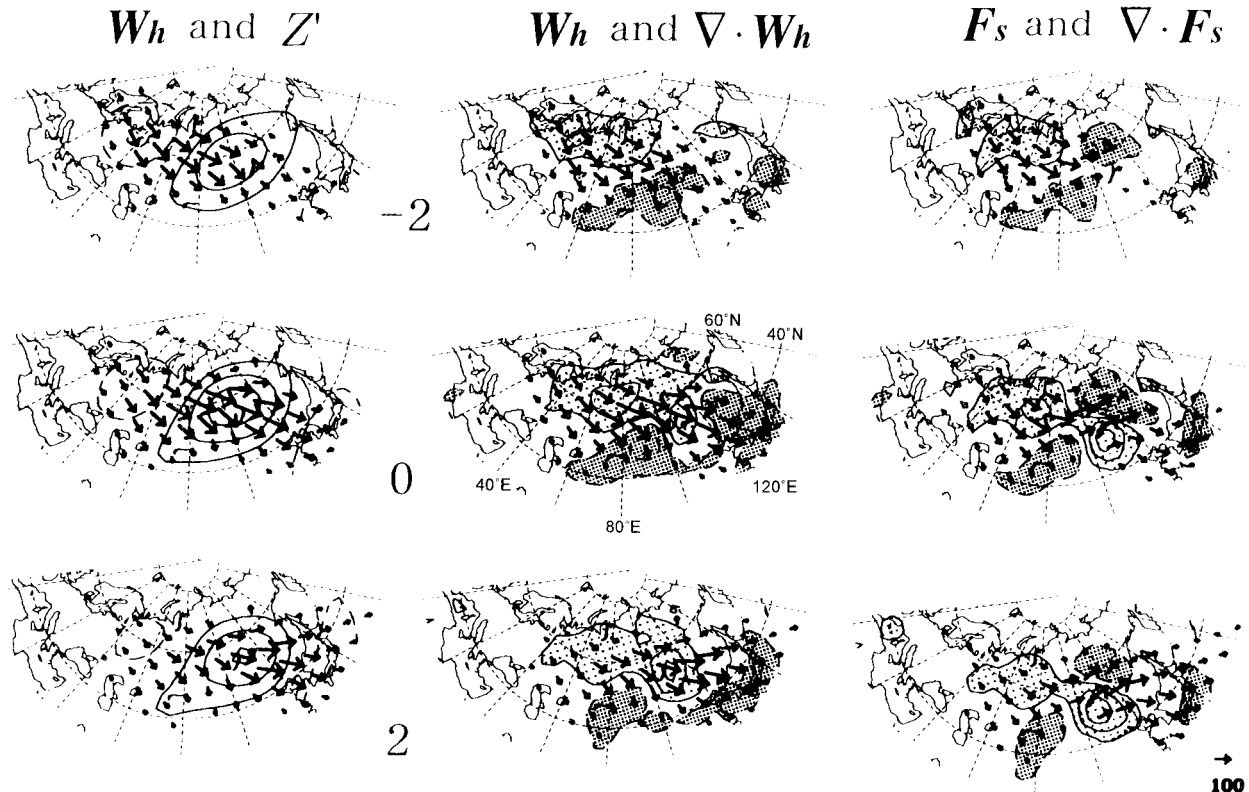 Wh and Z'
Wh and ∇·Wh
Fs and ∇·Fs
−2
60°N
40°N
0
40°E
80°E
120°E
2
100